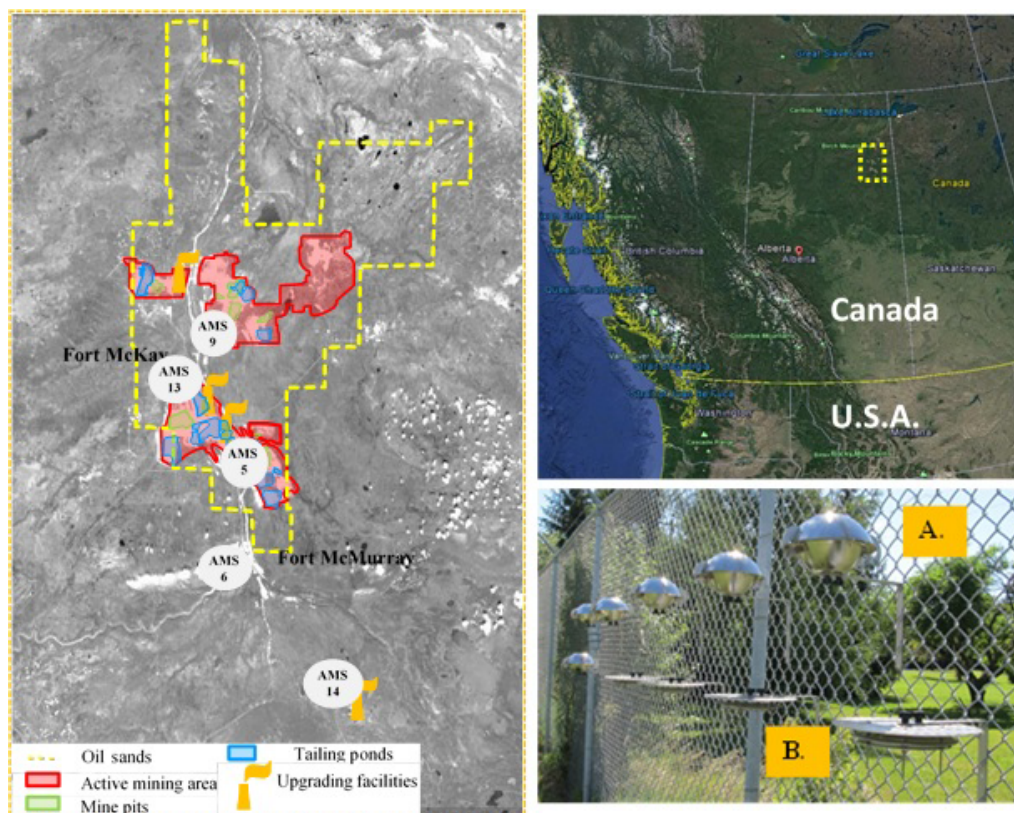 AMS
9
Fort McKay
AMS
13
AMS
5
AMS
6
Fort McMurray
AMS
14
Oil sands
Active mining area
Mine pits
Tailing ponds
Upgrading facilities
Great Slave Lake
Canada
British Columbia
Alberta
Alberta
Saskatchewan
Canada
Washington
U.S.A.
Montana
A.
B.